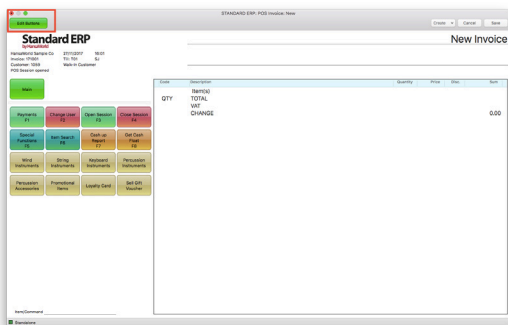 STANDARD ERP: POS Invoice: New
Edit Buttons
Create
Cancel
Save
Standard ERP
by HansaWorld
New Invoice
HansaWorld Sample Co 27/7/2017 16:01
Invoice: 171001 Till: T01 SJ
Customer: 1099 Walk-in Customer
POS Session opened
Main
Payments
F1
Change User
F2
Open Session
F3
Close Session
F4
Special
Functions
F5
Item Search
F6
Cash up
Report
F7
Get Cash
Float
F8
Wind
Instruments
String
Instruments
Keyboard
Instruments
Percussion
Instruments
Percussion
Accessories
Promotional
Items
Loyalty Card
Sell Gift
Voucher
Code Description Quantity Price Disc Sum
Item(s)
QTY TOTAL
VAT
CHANGE 0.00
Item/Command
Standalone